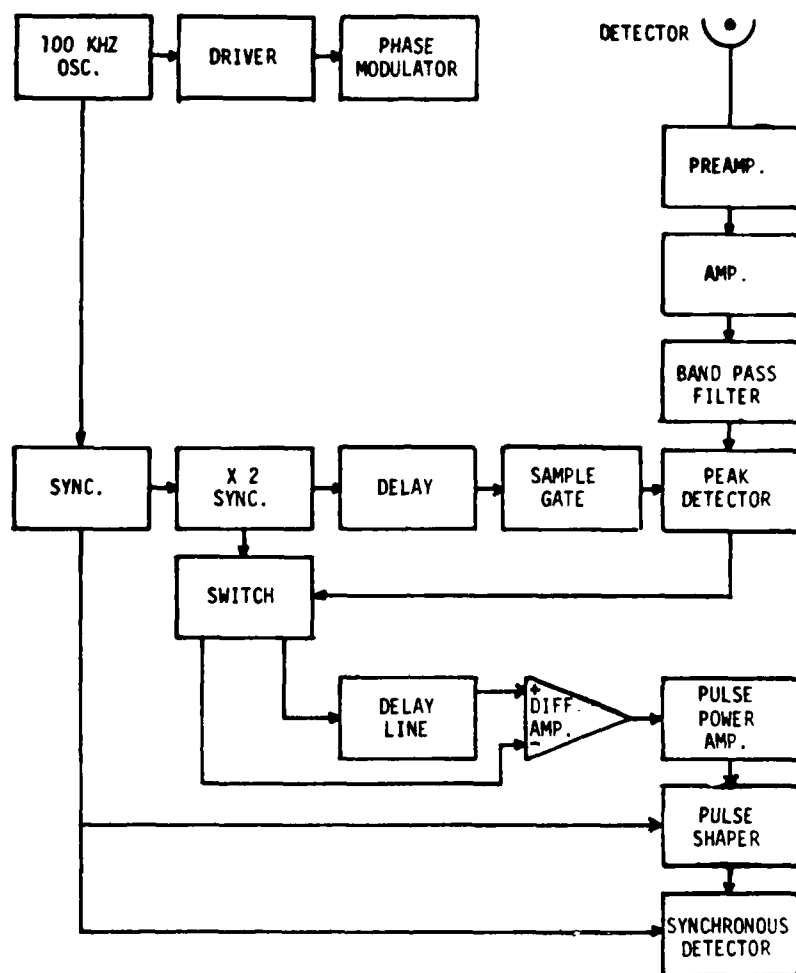 100 KHZ
OSC.
DRIVER
PHASE
MODULATOR
DETECTOR
PREAMP.
AMP.
BAND PASS
FILTER
SYNC.
X 2
SYNC.
DELAY
SAMPLE
GATE
PEAK
DETECTOR
SWITCH
DELAY
LINE
+
DIFF.
AMP.
-
PULSE
POWER
AMP.
PULSE
SHAPER
SYNCHRONOUS
DETECTOR